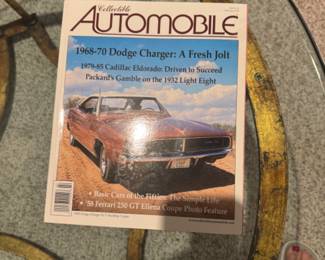 Collectible
AUTOMOBILE
1968-70 Dodge Charger: A Fresh Jolt
1979-85 Cadillac Eldorado: Driven to Succeed
Packard's Gamble on the 1932 Light Eight
• Basic Cars of the Fifties: The Simple Life
• '58 Ferrari 250 GT Ellena Coupe Photo Feature